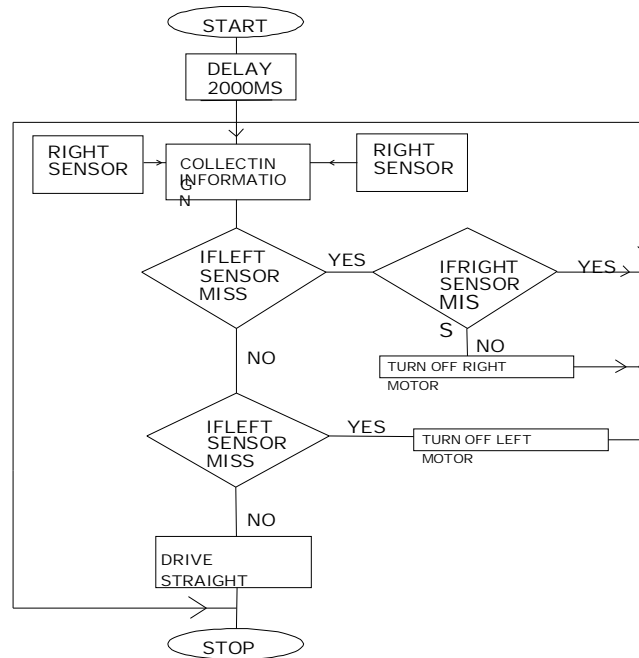 START
DELAY
2000MS
RIGHT
SENSOR
COLLECTIN
G
INFORMATIO
N
RIGHT
SENSOR
IFLEFT
SENSOR
MISS
YES
IFRIGHT
SENSOR
MIS
S
YES
NO
NO
TURN OFF RIGHT
MOTOR
IFLEFT
SENSOR
MISS
YES
TURN OFF LEFT
MOTOR
NO
DRIVE
STRAIGHT
STOP